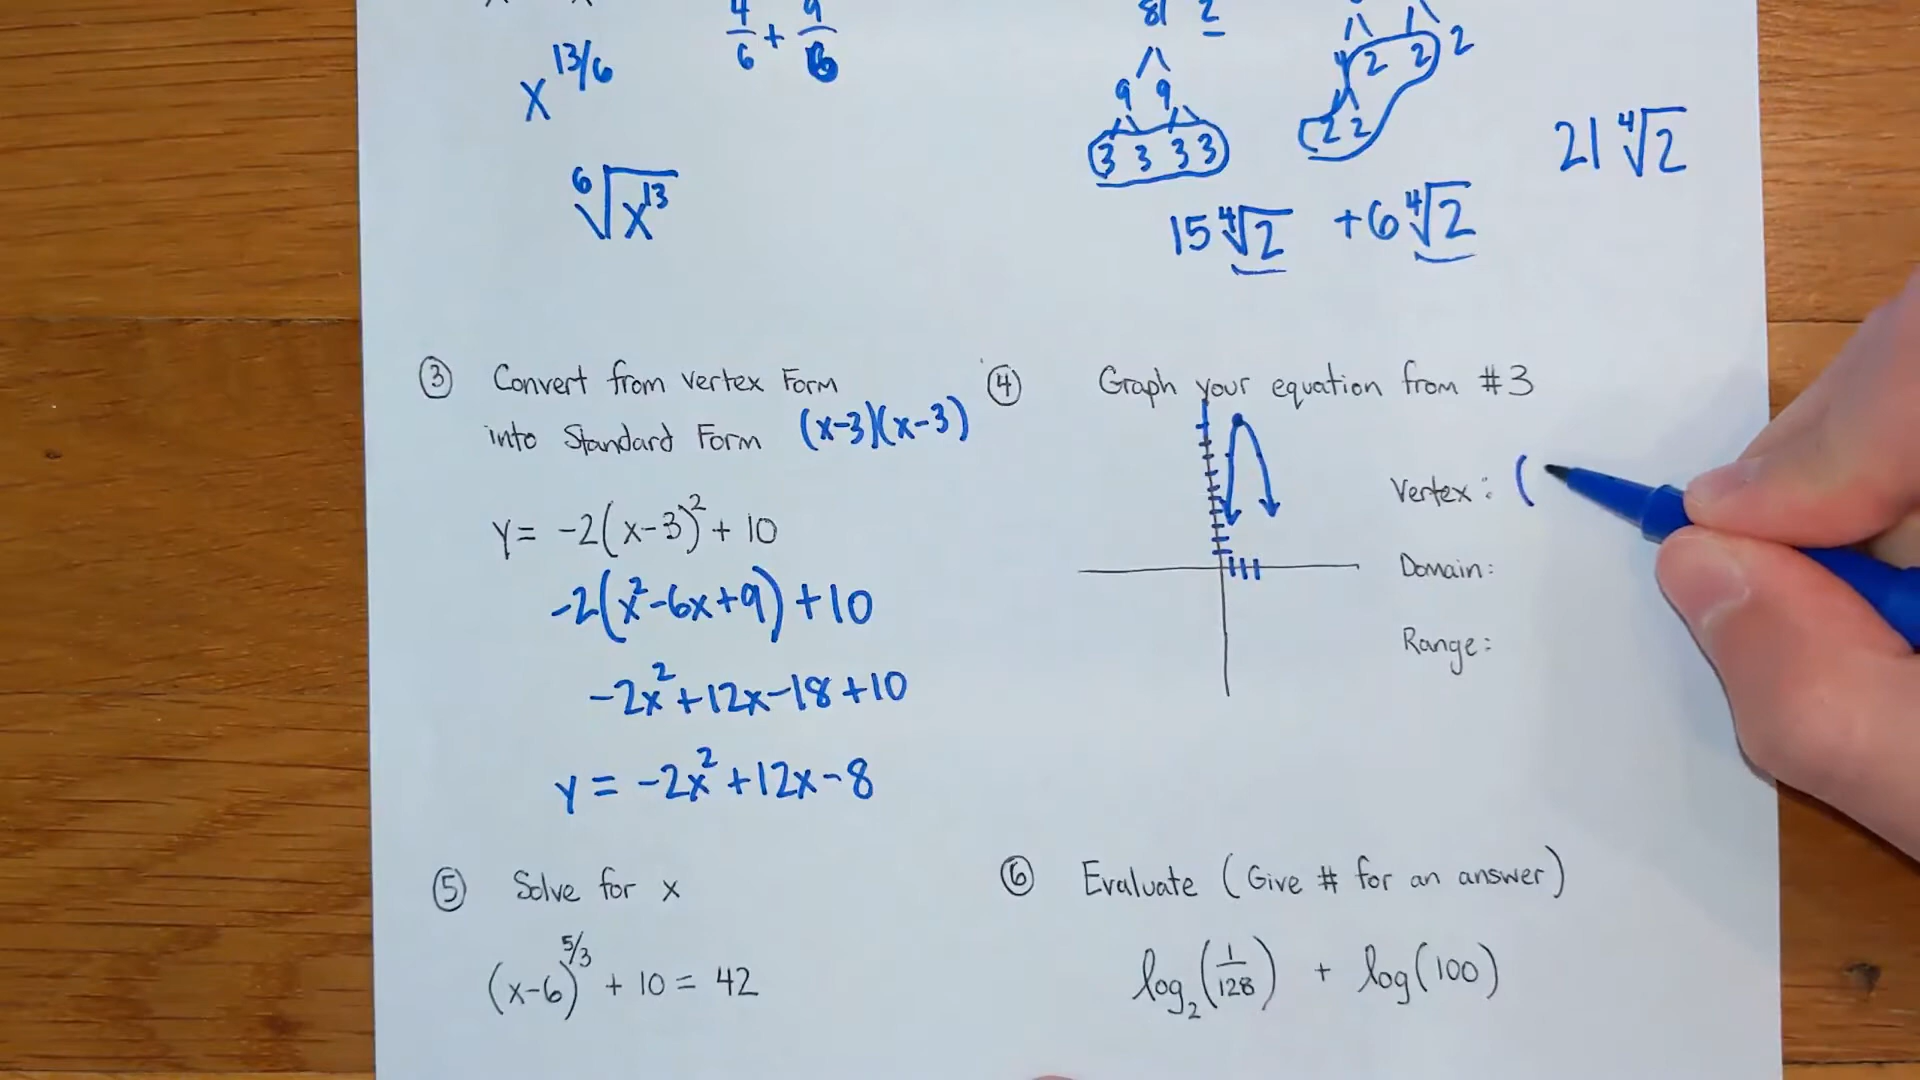 4/6 + 9/6
x^13/6
81 2
9 9
3 3 3 3
2 2 2
2 2
21 ⁴√2
⁶√x^13
15 ⁴√2 + 6 ⁴√2
③ Convert from vertex Form
into Standard Form (x-3)(x-3)
y = -2(x-3)² + 10
-2(x²-6x+9) + 10
-2x² + 12x - 18 + 10
y = -2x² + 12x - 8
④ Graph your equation from #3
Vertex: (
Domain:
Range:
⑤ Solve for x
(x-6)^5/3 + 10 = 42
⑥ Evaluate (Give # for an answer)
log₂(1/128) + log(100)